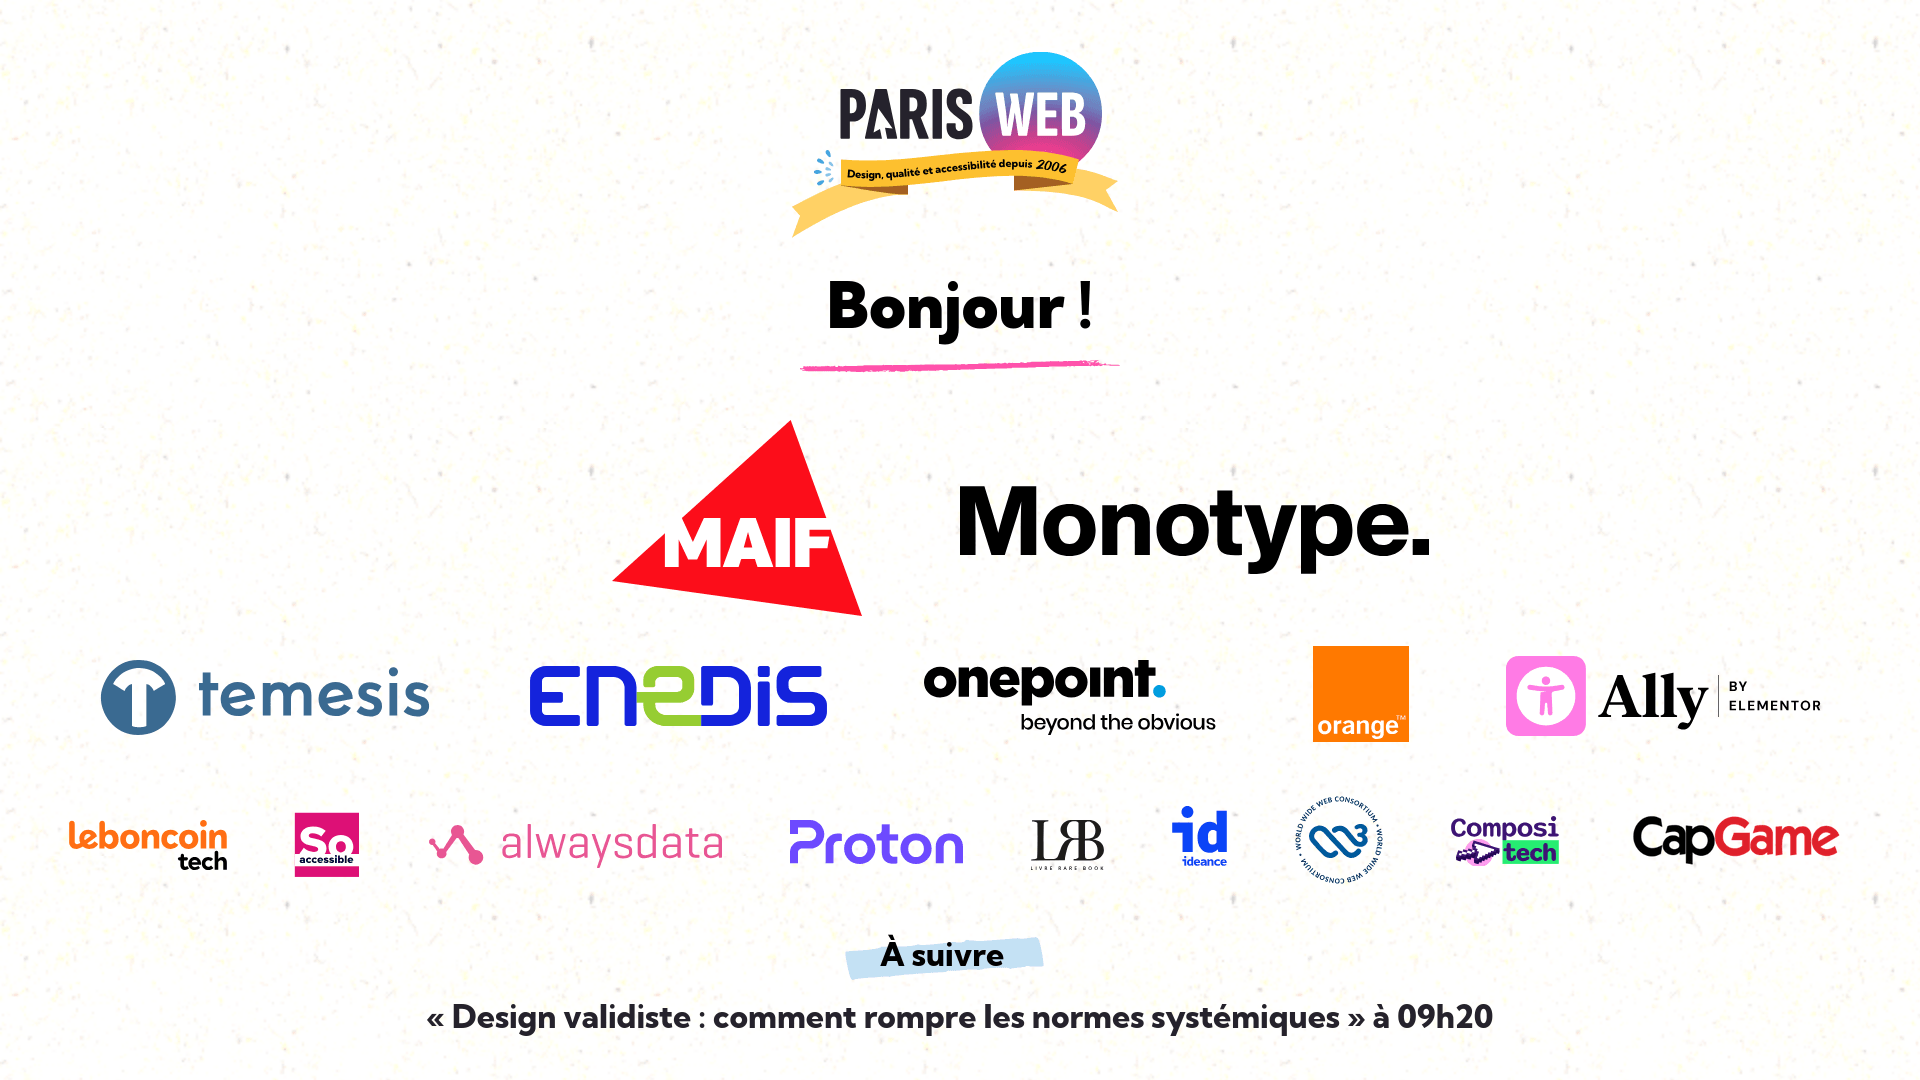 PARIS WEB
Design, qualité et accessibilité depuis 2006
Bonjour !
MAIF
Monotype.
temesis
ENEDIS
onepoint.
beyond the obvious
orange™
Ally
BY
ELEMENTOR
leboncoin
tech
So
accessible
alwaysdata
Proton
LRB
LIVRE RARE BOOK
id
ideance
WORLD WIDE WEB CONSORTIUM • WORLD WIDE WEB CONSORTIUM •
W3
Composi
tech
CapGame
À suivre
« Design validiste : comment rompre les normes systémiques » à 09h20